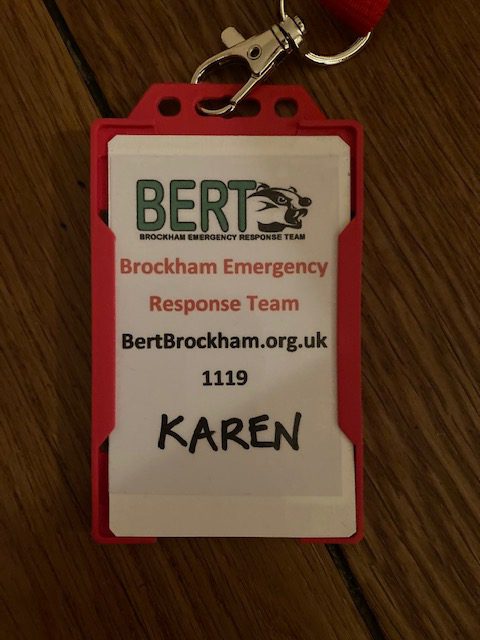 BERT
BROCKHAM EMERGENCY RESPONSE TEAM
Brockham Emergency
Response Team
BertBrockham.org.uk
1119
KAREN